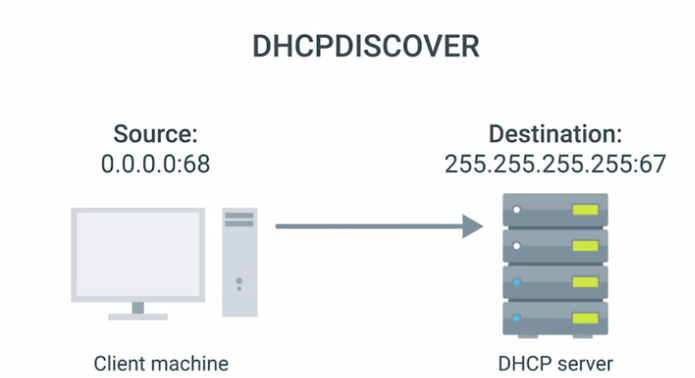 DHCPDISCOVER
Source:
0.0.0.0:68
Destination:
255.255.255.255:67
Client machine
DHCP server